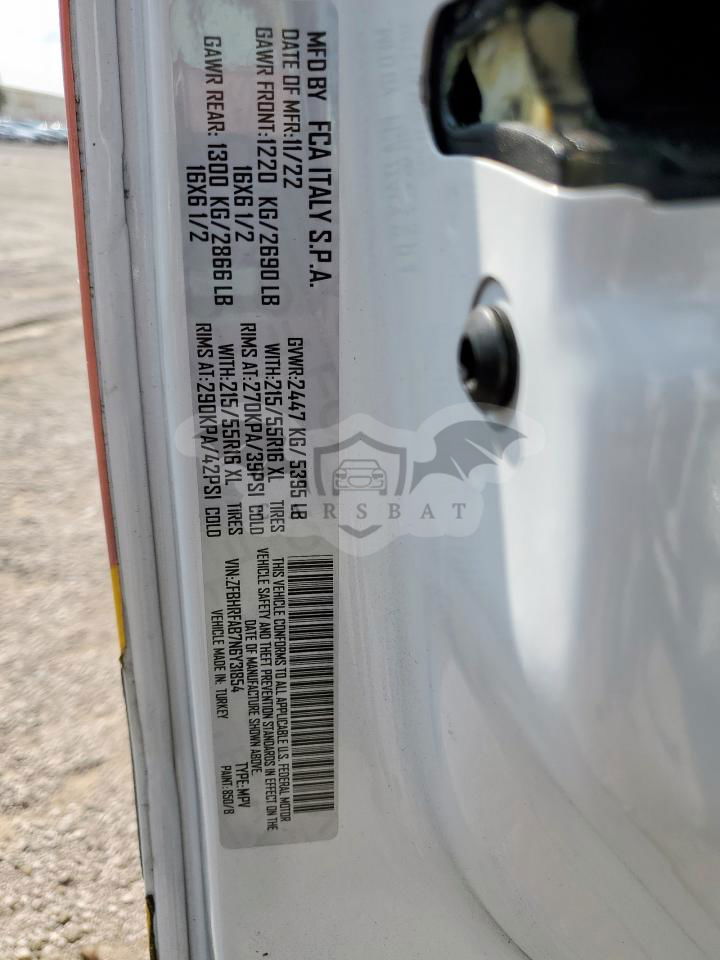 MFD BY FCA ITALY S.P.A.
DATE OF MFR:11/22
GVWR:2447 KG/5395 LB
GAWR FRONT:1220 KG/2690 LB
WITH:215/55R16 XL TIRES
16X6 1/2
RIMS AT:270KPA/39PSI COLD
GAWR REAR: 1300 KG/2866 LB
WITH:215/55R16 XL TIRES
16X6 1/2
RIMS AT:290KPA/42PSI COLD
THIS VEHICLE CONFORMS TO ALL APPLICABLE U.S. FEDERAL MOTOR
VEHICLE SAFETY AND THEFT PREVENTION STANDARDS IN EFFECT ON THE
DATE OF MANUFACTURE SHOWN ABOVE.
VIN:ZFBHRFAB7N6Y31854
TYPE:MPV
VEHICLE MADE IN: TURKEY
PAINT:850/B
RSBAT